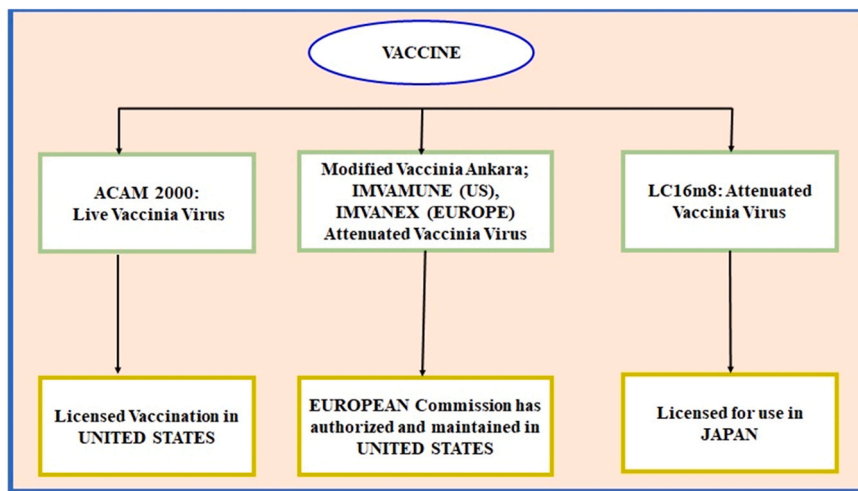 VACCINE
ACAM 2000:
Live Vaccinia Virus
Modified Vaccinia Ankara;
IMVAMUNE (US),
IMVANEX (EUROPE)
Attenuated Vaccinia Virus
LC16m8: Attenuated
Vaccinia Virus
Licensed Vaccination in
UNITED STATES
EUROPEAN Commission has
authorized and maintained in
UNITED STATES
Licensed for use in
JAPAN